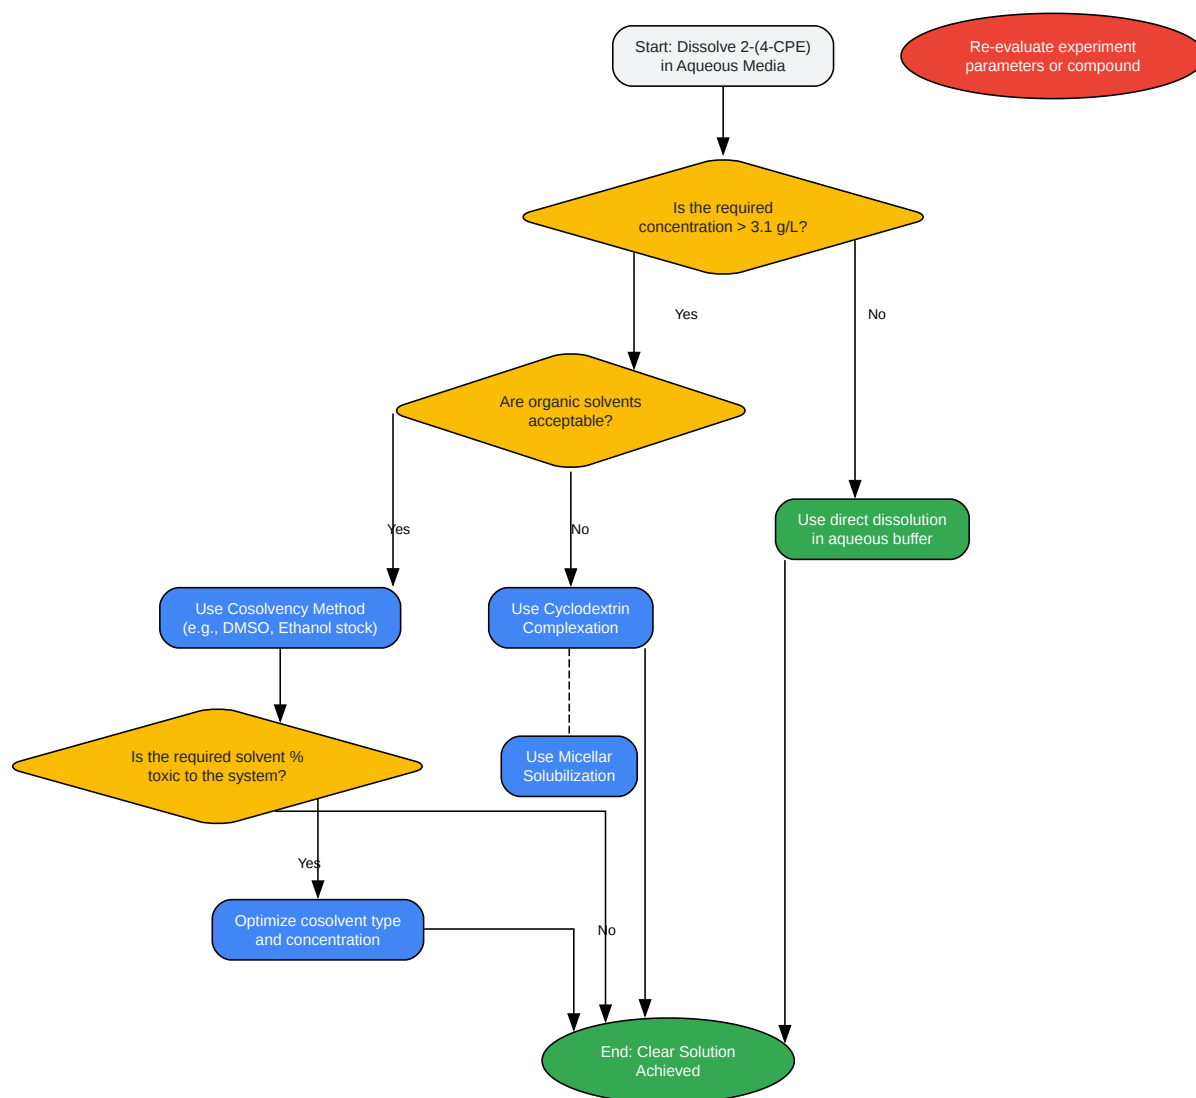 Start: Dissolve 2-(4-CPE)
in Aqueous Media
Re-evaluate experiment
parameters or compound
Is the required
concentration > 3.1 g/L?
Yes
No
Are organic solvents
acceptable?
Yes
No
Use direct dissolution
in aqueous buffer
Use Cosolvency Method
(e.g., DMSO, Ethanol stock)
Use Cyclodextrin
Complexation
Is the required solvent %
toxic to the system?
Use Micellar
Solubilization
Yes
Optimize cosolvent type
and concentration
No
End: Clear Solution
Achieved